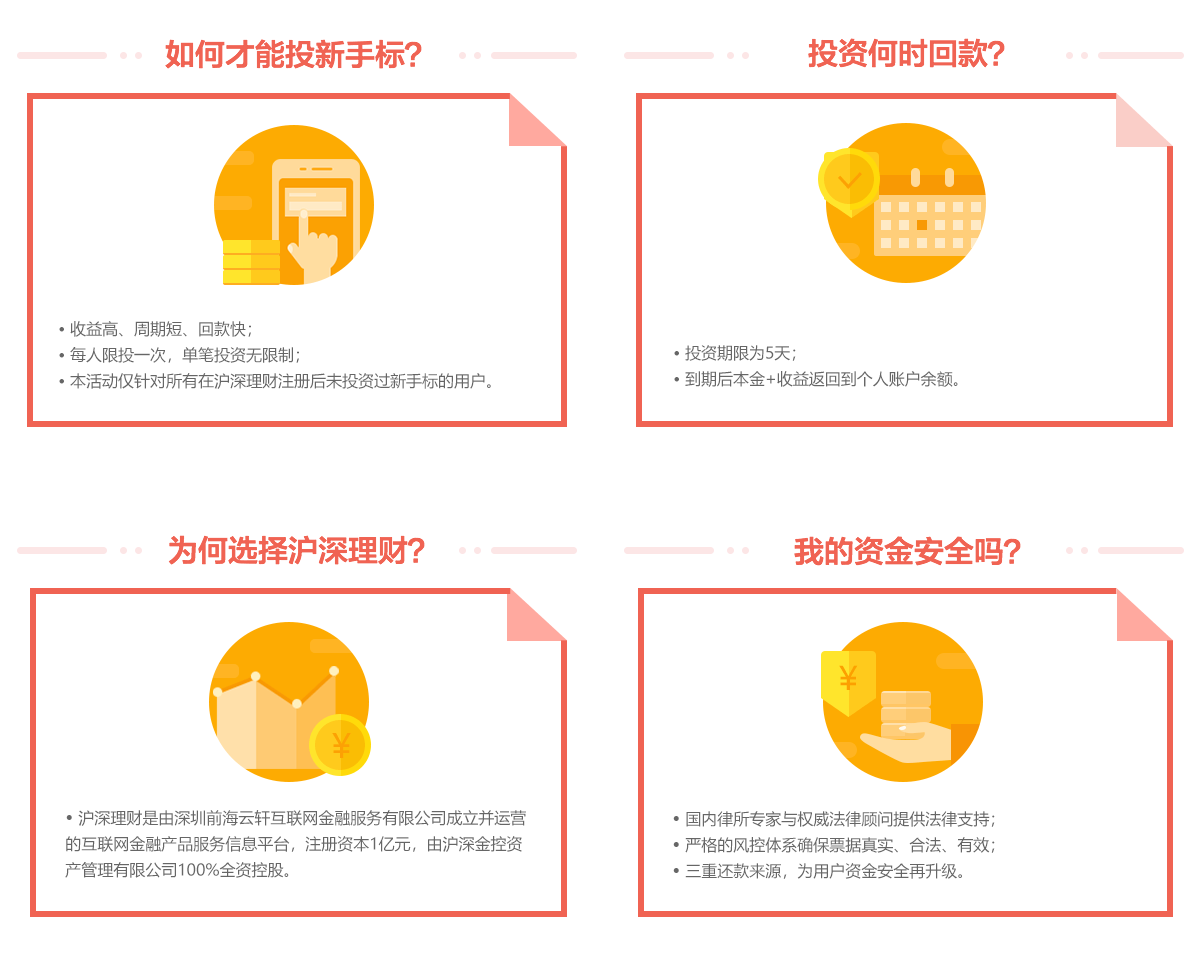 如何才能投新手标?
• 收益高、周期短、回款快；
• 每人限投一次，单笔投资无限制；
• 本活动仅针对所有在沪深理财注册后未投资过新手标的用户。
投资何时回款?
• 投资期限为5天；
• 到期后本金+收益返回到个人账户余额。
为何选择沪深理财?
¥
• 沪深理财是由深圳前海云轩互联网金融服务有限公司成立并运营
的互联网金融产品服务信息平台，注册资本1亿元，由沪深金控资
产管理有限公司100%全资控股。
我的资金安全吗?
¥
• 国内律所专家与权威法律顾问提供法律支持；
• 严格的风控体系确保票据真实、合法、有效；
• 三重还款来源，为用户资金安全再升级。